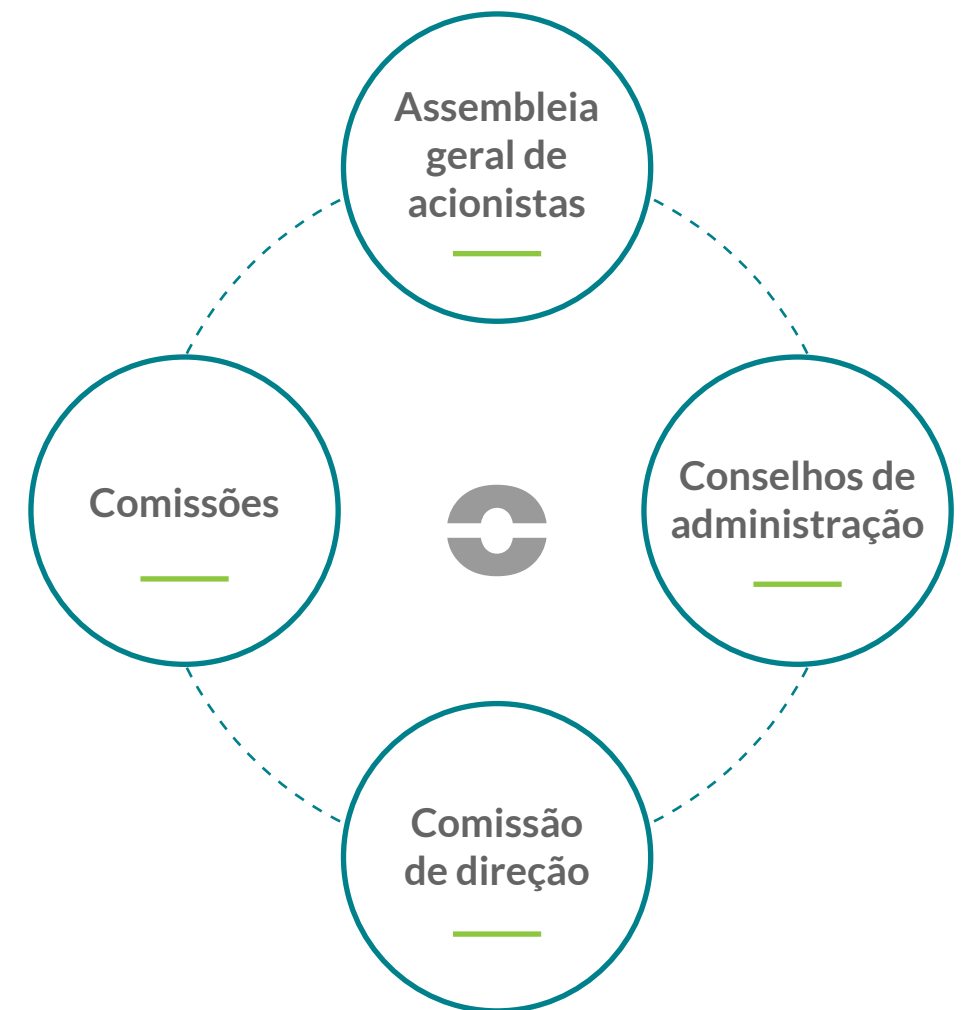 Assembleia
geral de
acionistas
Comissões
Conselhos de
administração
Comissão
de direção